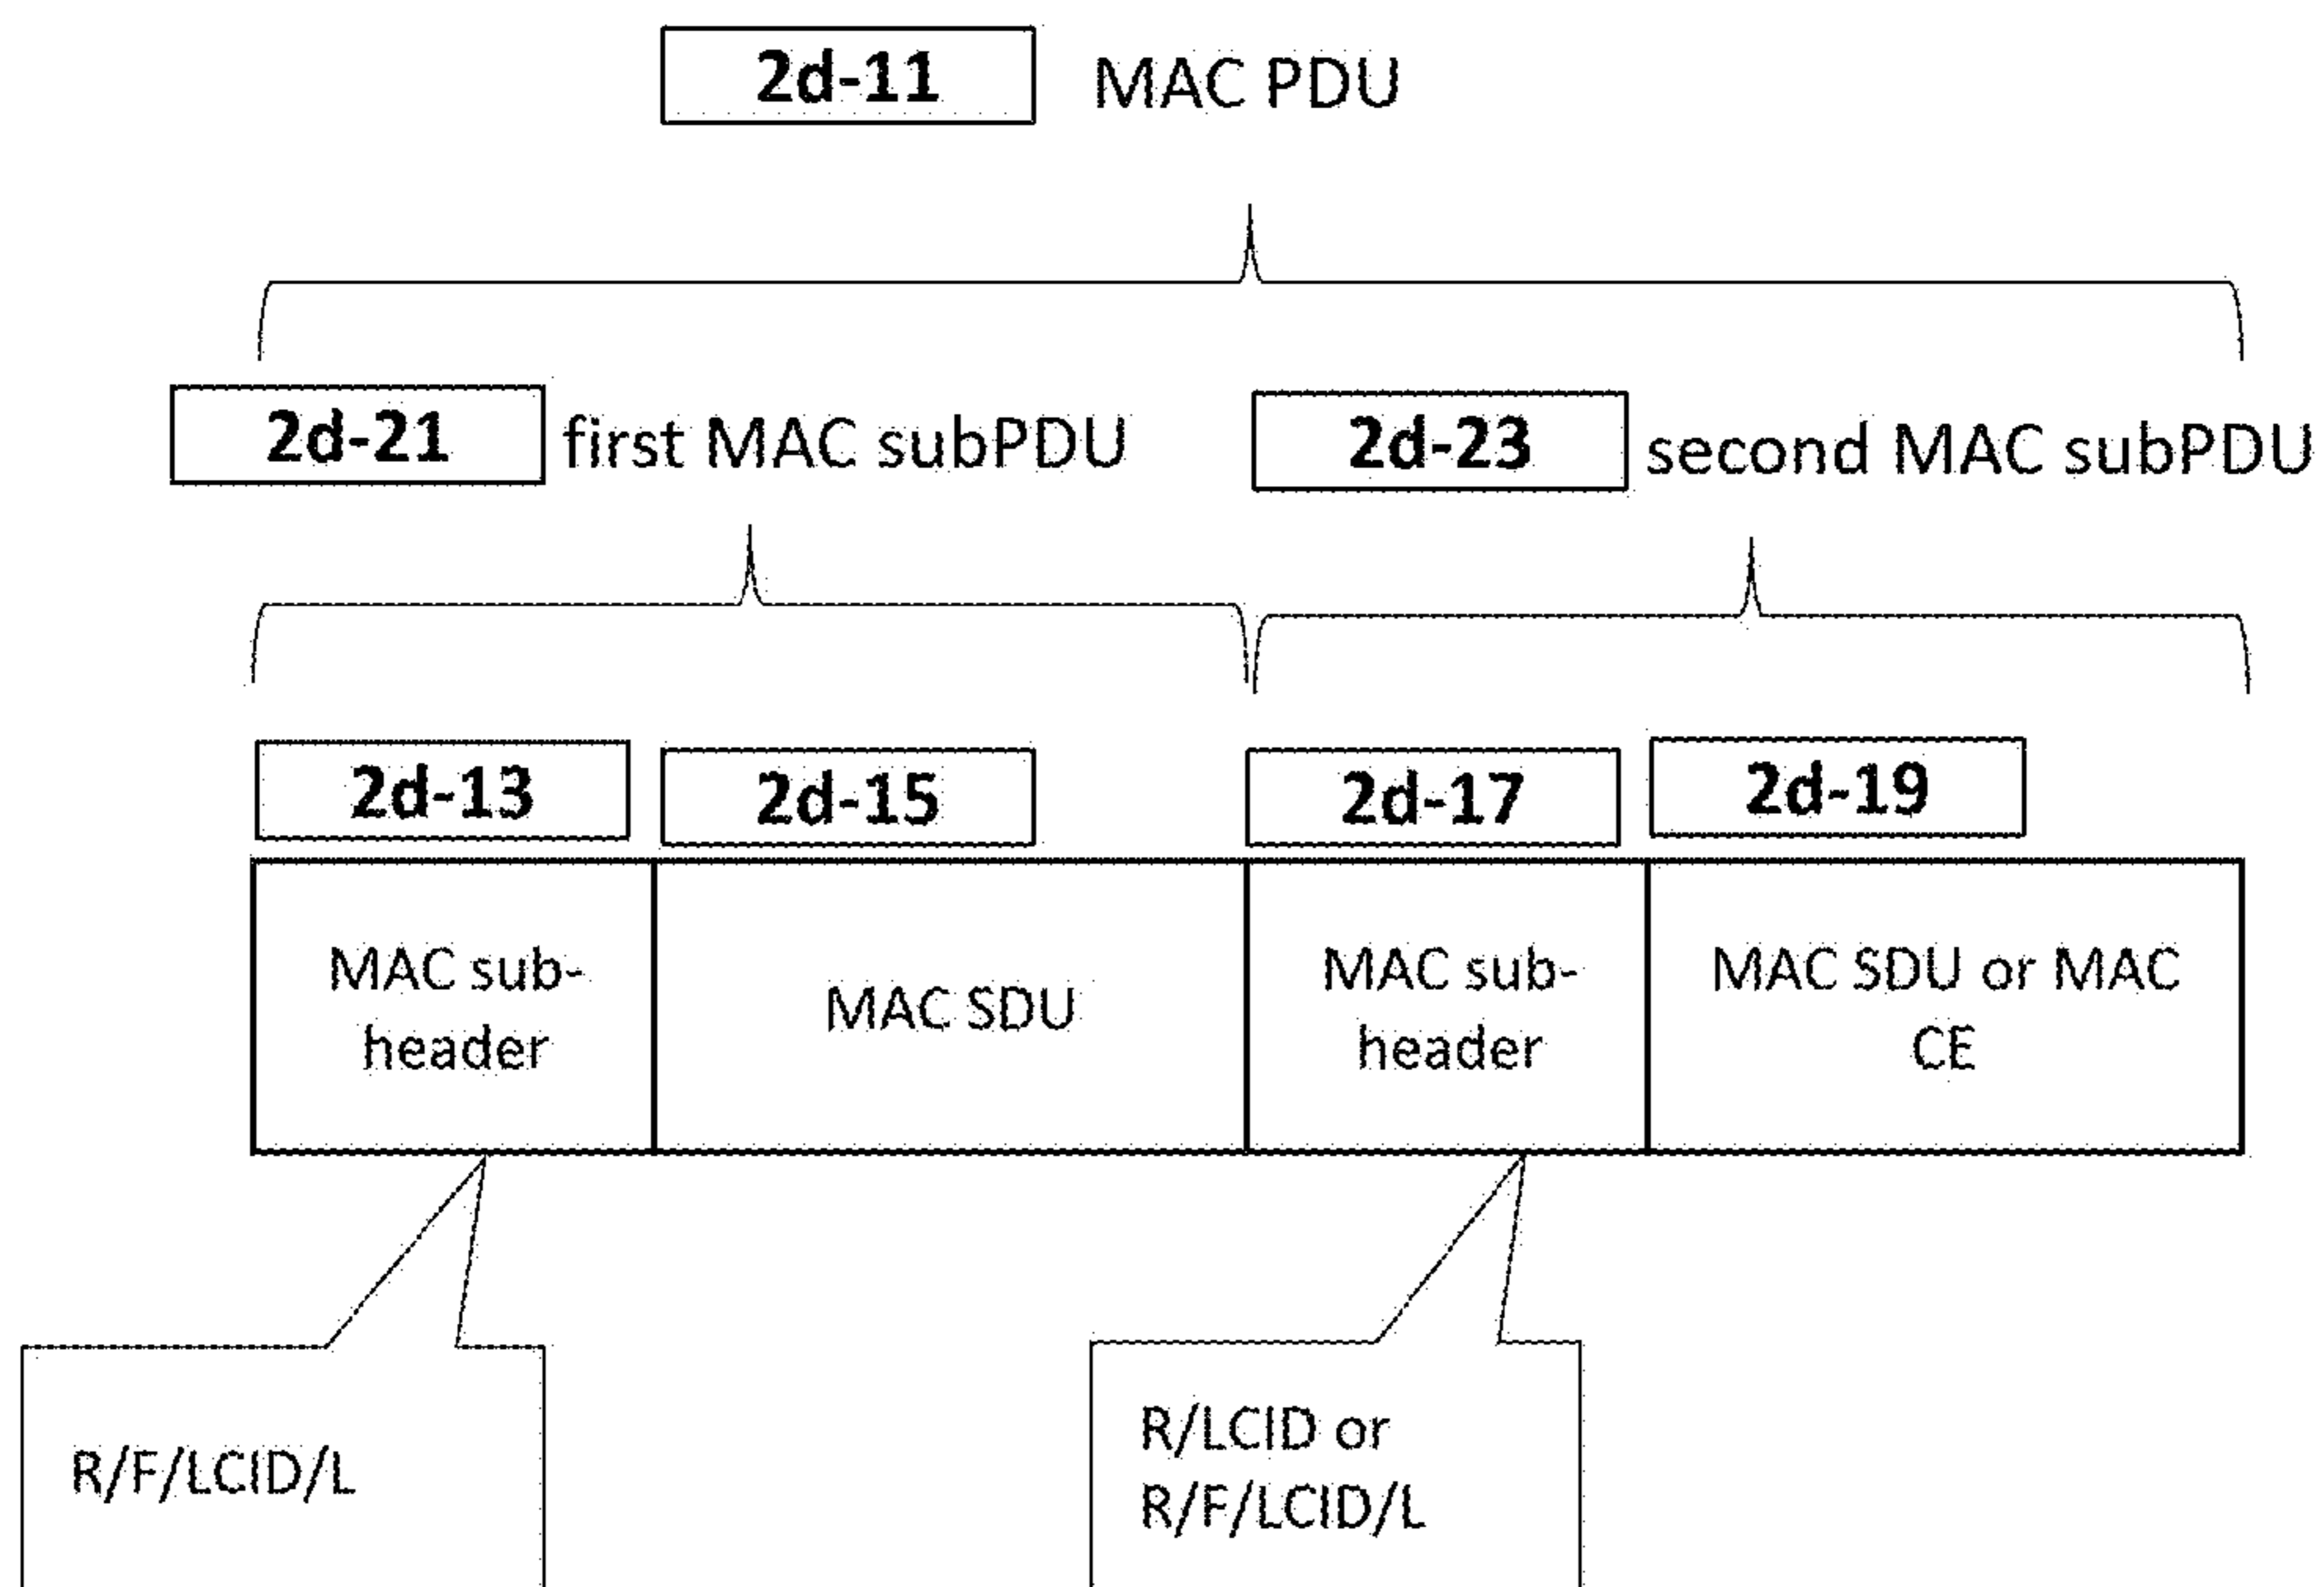 2d-11 MAC PDU
2d-21 first MAC subPDU
2d-23 second MAC subPDU
2d-13
2d-15
2d-17
2d-19
MAC sub-
header
MAC SDU
MAC sub-
header
MAC SDU or MAC
CE
R/F/LCID/L
R/LCID or
R/F/LCID/L